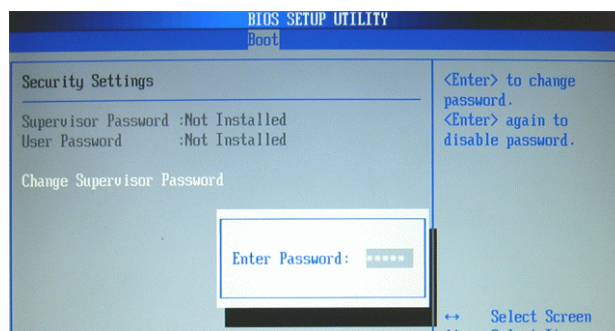 BIOS SETUP UTILITY
Boot
Security Settings
Supervisor Password :Not Installed
User Password :Not Installed
Change Supervisor Password
Enter Password: *****
<Enter> to change
password.
<Enter> again to
disable password.
↔ Select Screen